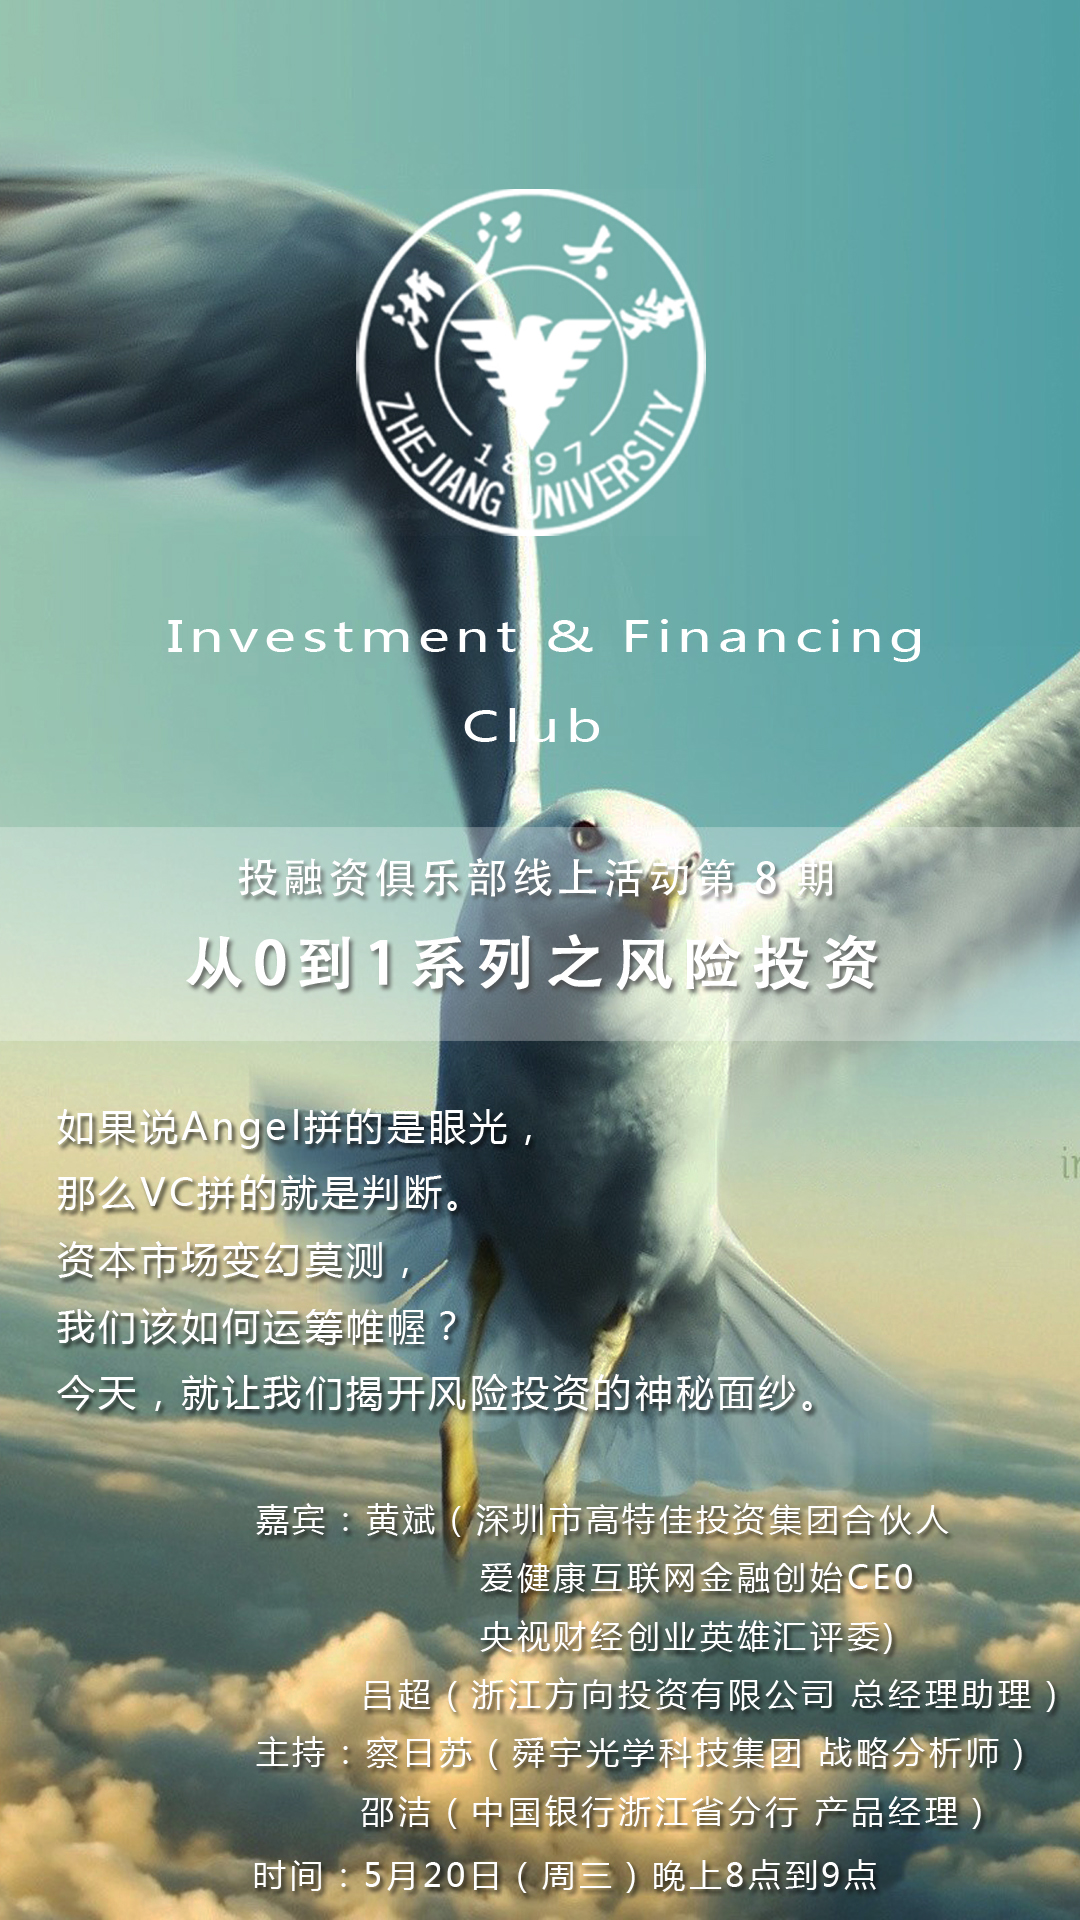 浙江大學
ZHEJIANG UNIVERSITY
1897
Investment & Financing
Club
投融资俱乐部线上活动第 8 期
从0到1系列之风险投资
如果说Angel拼的是眼光，
那么VC拼的就是判断。
资本市场变幻莫测，
我们该如何运筹帷幄？
今天，就让我们揭开风险投资的神秘面纱。
嘉宾：黄斌（深圳市高特佳投资集团合伙人
爱健康互联网金融创始CE0
央视财经创业英雄汇评委)
吕超（浙江方向投资有限公司 总经理助理）
主持：察日苏（舜宇光学科技集团 战略分析师）
邵洁（中国银行浙江省分行 产品经理）
时间：5月20日（周三）晚上8点到9点